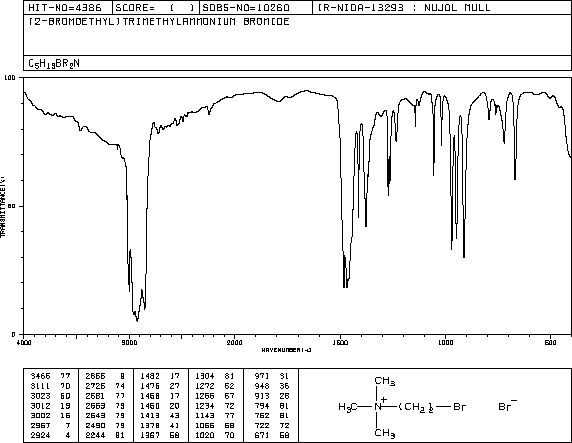 HIT-NO=4386 SCORE= ( ) SDBS-NO=10260 IR-NIDA-13293 : NUJOL MULL
(2-BROMOETHYL)TRIMETHYLAMMONIUM BROMIDE
C5H13BR2N
100
TRANSMITTANCE(%)
50
0
4000 3000 2000 1500 1000 500
WAVENUMBER(-1)
3466 77 2866 8 1482 17 1304 81 971 31
3111 70 2726 74 1476 27 1272 52 948 36
3023 60 2681 77 1468 17 1266 57 913 28
3012 19 2663 79 1460 20 1234 72 794 81
3002 16 2643 79 1413 43 1143 77 762 81
2967 7 2490 79 1378 41 1066 68 722 72
2924 4 2244 81 1367 58 1020 70 671 58
CH3
H3C—N+—(CH2)2—Br Br−
CH3